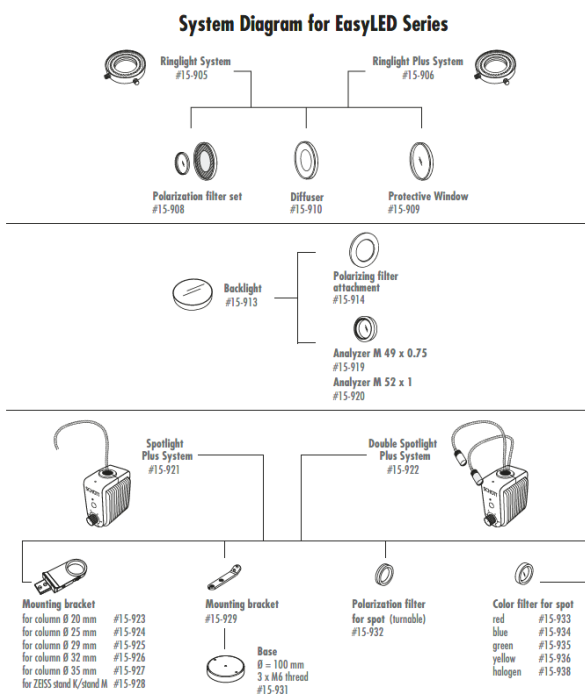 System Diagram for EasyLED Series
Ringlight System
#15-905
Ringlight Plus System
#15-906
Polarization filter set
#15-908
Diffuser
#15-910
Protective Window
#15-909
Backlight
#15-913
Polarizing filter
attachment
#15-914
Analyzer M 49 x 0.75
#15-919
Analyzer M 52 x 1
#15-920
Spotlight
Plus System
#15-921
Double Spotlight
Plus System
#15-922
SCHOTT
SCHOTT
Mounting bracket
for column Ø 20 mm #15-923
for column Ø 25 mm #15-924
for column Ø 29 mm #15-925
for column Ø 32 mm #15-926
for column Ø 35 mm #15-927
for ZEISS stand K/stand M #15-928
Mounting bracket
#15-929
Base
Ø = 100 mm
3 x M6 thread
#15-931
Polarization filter
for spot (turnable)
#15-932
Color filter for spot
red #15-933
blue #15-934
green #15-935
yellow #15-936
halogen #15-938